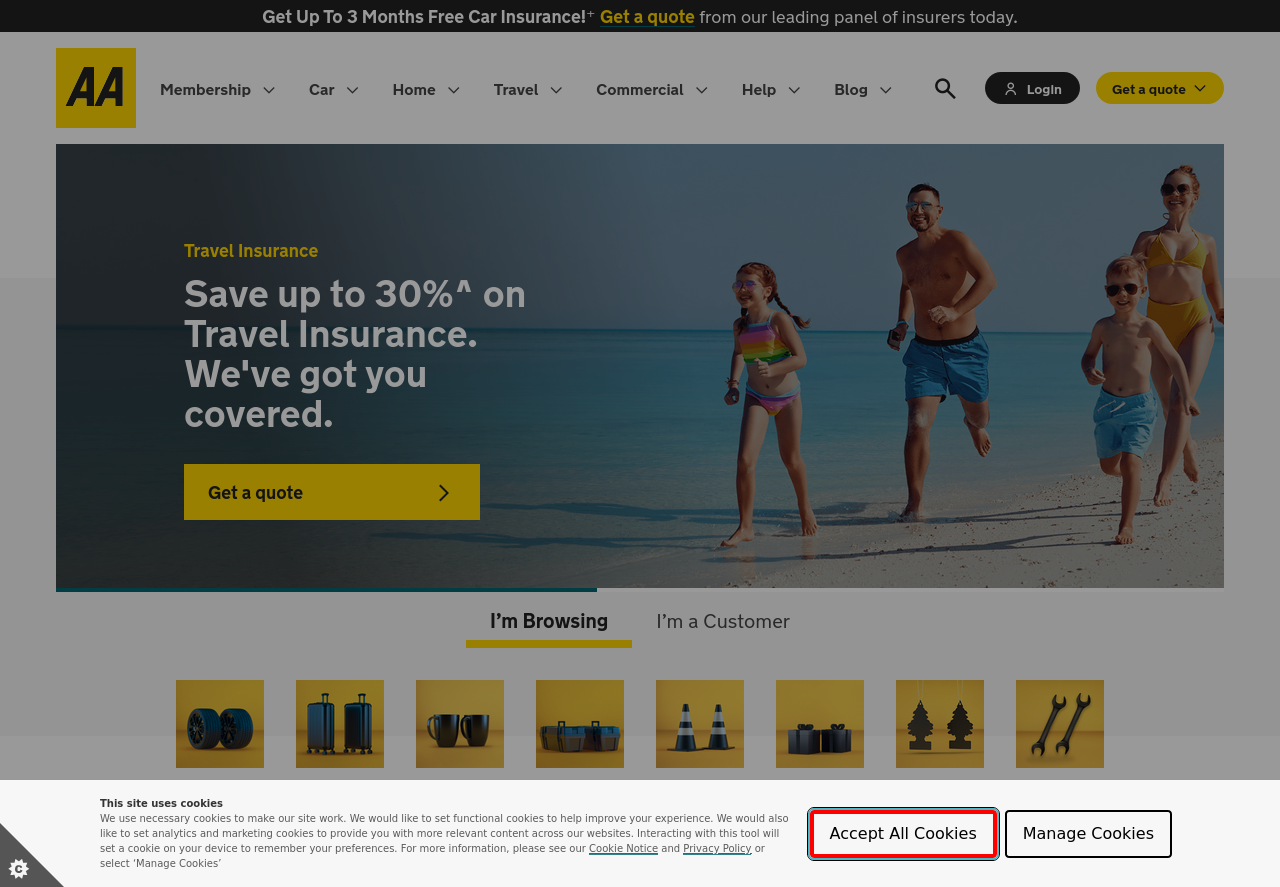 Get Up To 3 Months Free Car Insurance!⁺ Get a quote from our leading panel of insurers today.
AA
Membership Car Home Travel Commercial Help Blog Login Get a quote
Travel Insurance
Save up to 30%^ on
Travel Insurance.
We've got you
covered.
Get a quote
I'm Browsing I'm a Customer
This site uses cookies
We use necessary cookies to make our site work. We would like to set functional cookies to help improve your experience. We would also
like to set analytics and marketing cookies to provide you with more relevant content across our websites. Interacting with this tool will
set a cookie on your device to remember your preferences. For more information, please see our Cookie Notice and Privacy Policy or
select 'Manage Cookies'
Accept All Cookies Manage Cookies